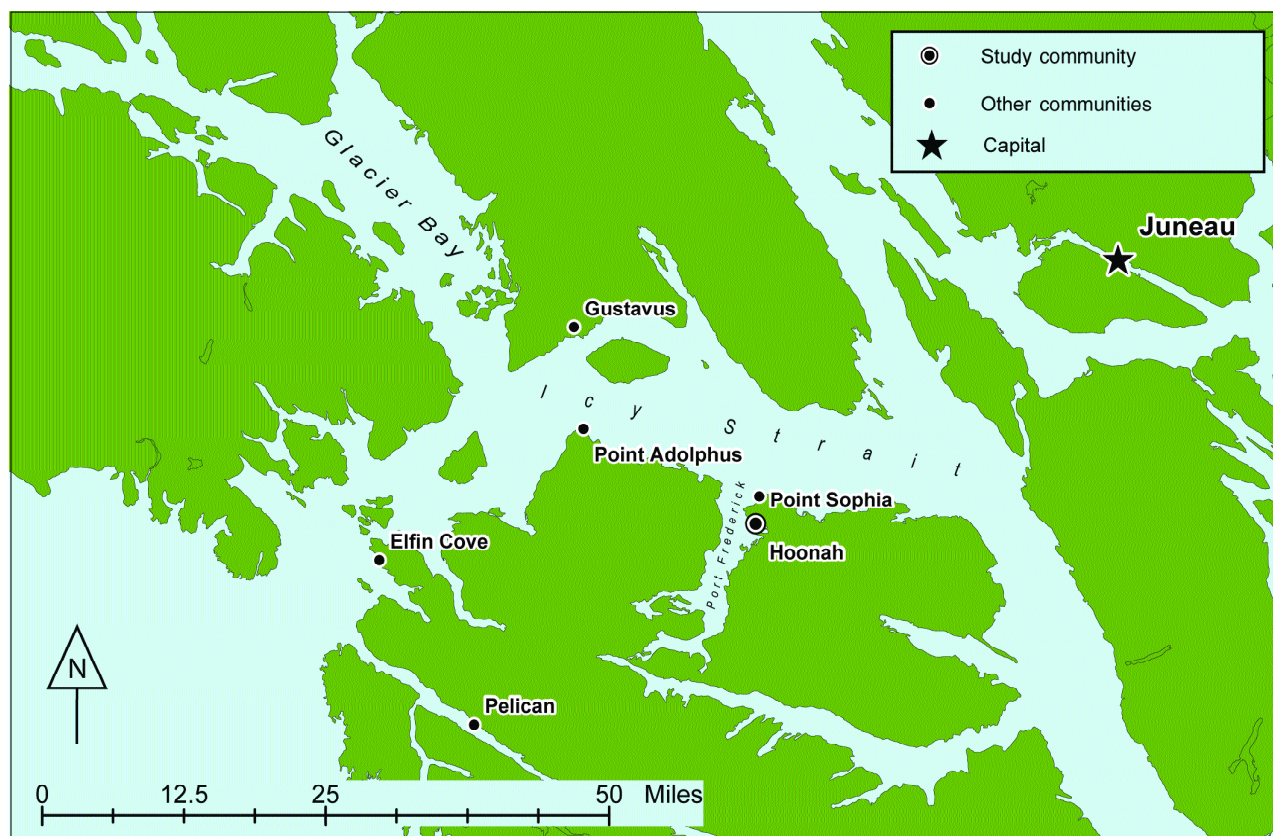 Study community
Other communities
Capital
Glacier Bay
Juneau
Gustavus
Icy Strait
Point Adolphus
Port Frederick
Point Sophia
Hoonah
Elfin Cove
N
Pelican
0 12.5 25 50 Miles